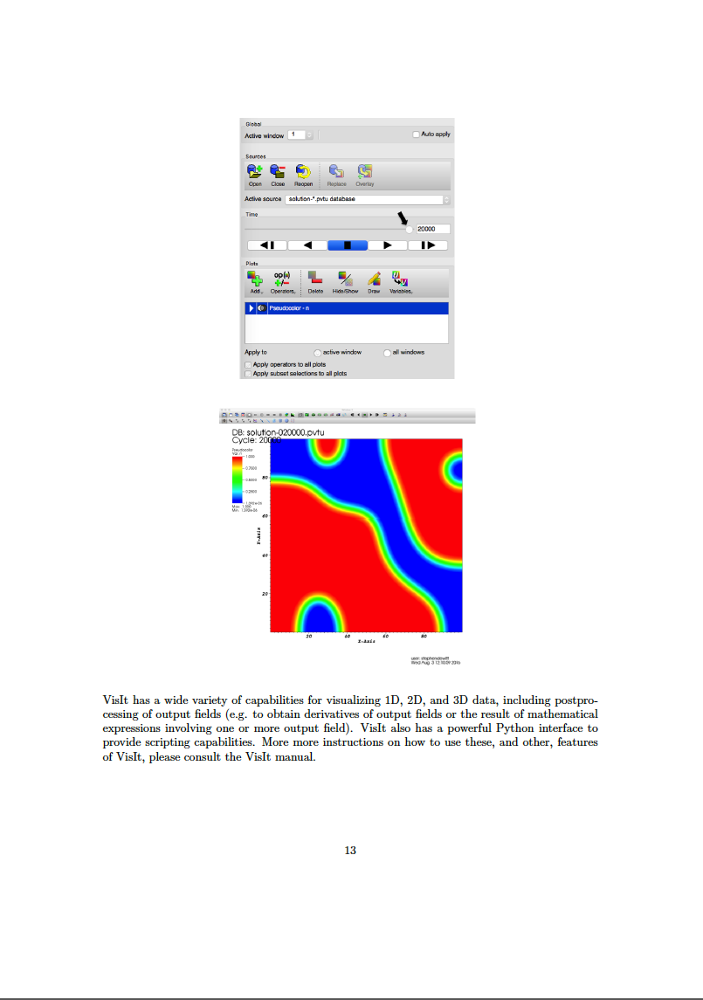 Global
Active window 1 Auto apply
Sources
Open Close Reopen Replace Overlay
Active source solution-*.pvtu database
Time
20000
Plots
op(u)
Add Operators Delete Hide/Show Draw Variables
Pseudocolor - n
Apply to active window all windows
Apply operators to all plots
Apply subset selections to all plots
DB: solution-020000.pvtu
Cycle: 20000
Pseudocolor
Var: n
1.000
0.7500
0.5000
0.2500
Max: 1.000
80
60
40
20
Y-Axis
20 40 60 80
X-Axis
user: stephendewitt
Wed Aug 3 12:10:09 2016
VisIt has a wide variety of capabilities for visualizing 1D, 2D, and 3D data, including postpro-
cessing of output fields (e.g. to obtain derivatives of output fields or the result of mathematical
expressions involving one or more output field). VisIt also has a powerful Python interface to
provide scripting capabilities. More more instructions on how to use these, and other, features
of VisIt, please consult the VisIt manual.
13